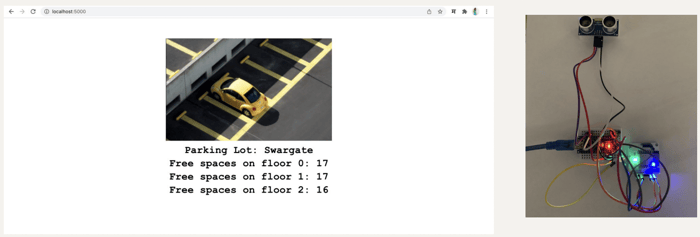 localhost:5000
Parking Lot: Swargate
Free spaces on floor 0: 17
Free spaces on floor 1: 17
Free spaces on floor 2: 16